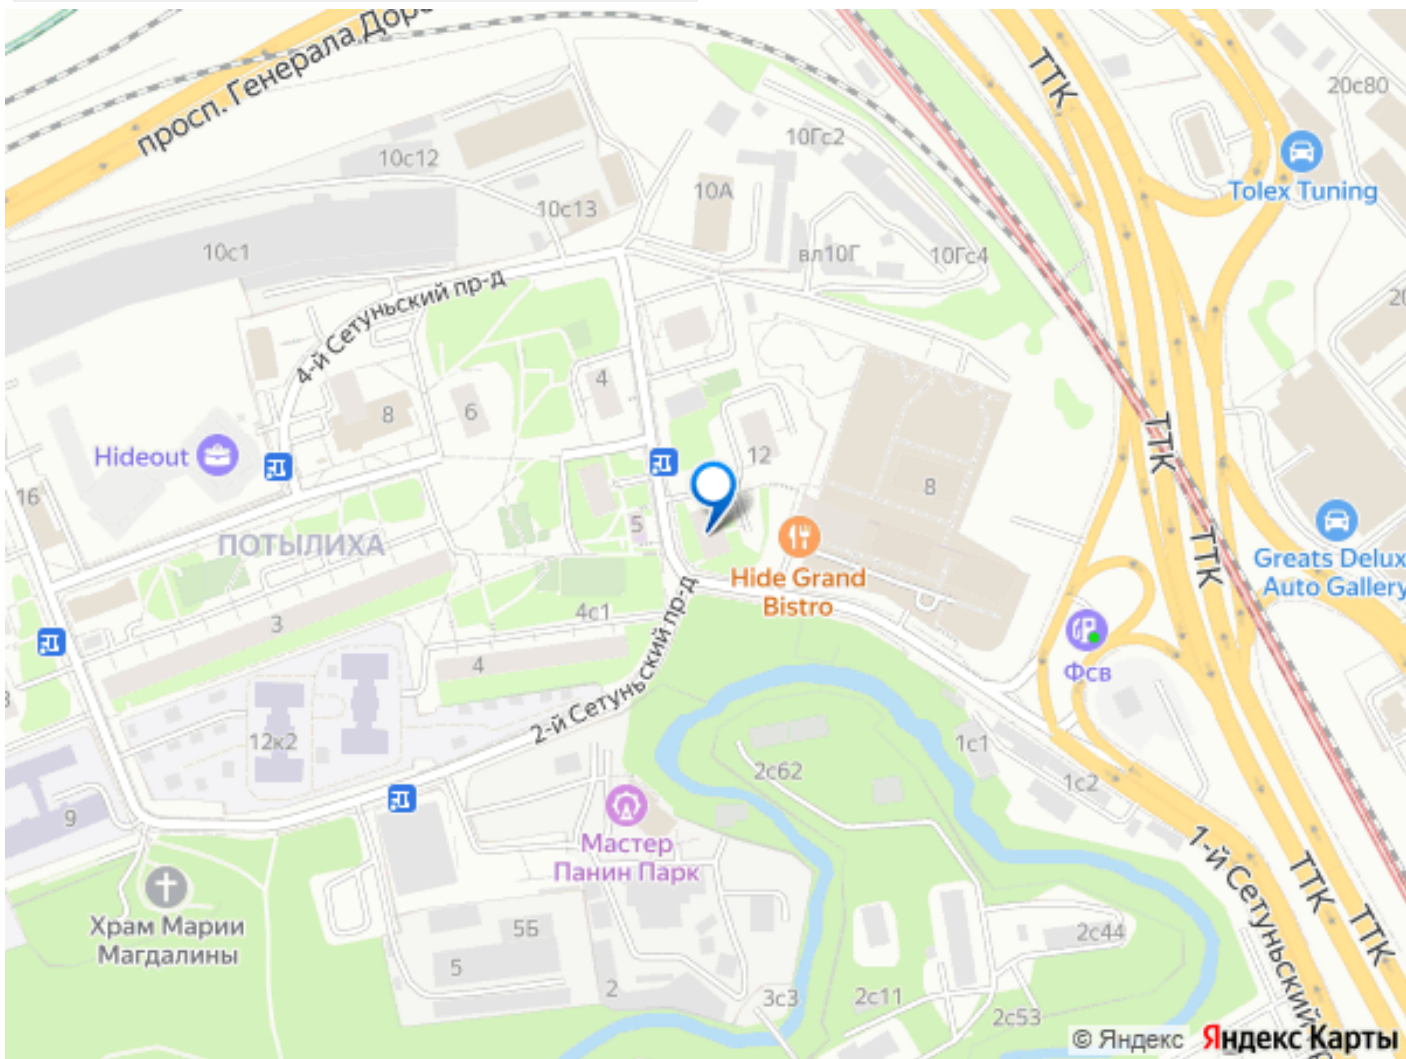 просп. Генерала
ТТК
20с80
10Гс2
Tolex Tuning
10с12
10А
10с13
10с1
вл10Г
10Гс4
4-й Сетуньский пр-д
4
6
8
Hideout
12
ТТК
8
16
5
ПОТЫЛИХА
Hide Grand
Bistro
ТТК
Greats Delux
Auto Gallery
3
4с1
4
2-й Сетуньский пр-д
Фсв
12к2
2с62
1с1
1с2
9
Мастер
Панин Парк
1-й Сетуньский
ТТК
ТТК
Храм Марии
Магдалины
5Б
5
2
3с3
2с11
2с44
2с53
© Яндекс Яндекс Карты